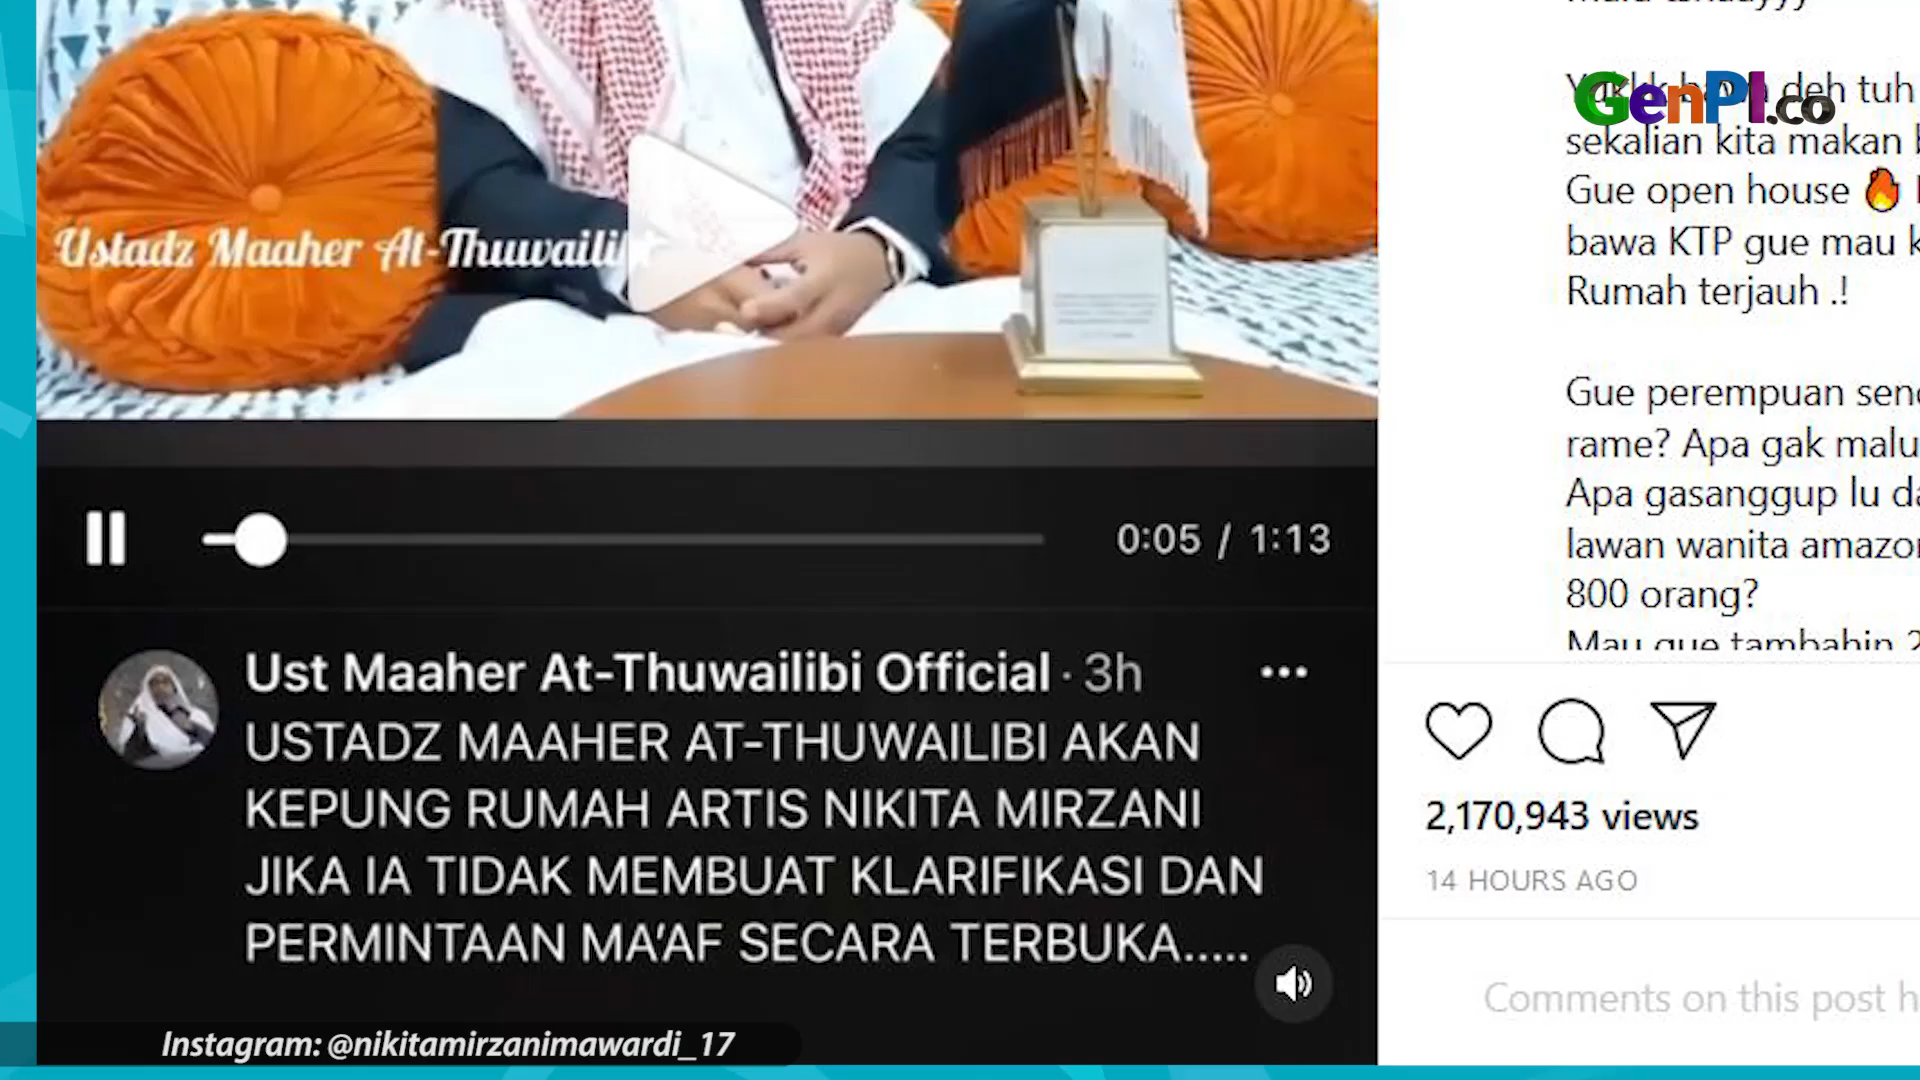 GenPI.co
Ustadz Maaher At-Thuwailibi
0:05 / 1:13
Ust Maaher At-Thuwailibi Official · 3h
USTADZ MAAHER AT-THUWAILIBI AKAN
KEPUNG RUMAH ARTIS NIKITA MIRZANI
JIKA IA TIDAK MEMBUAT KLARIFIKASI DAN
PERMINTAAN MA'AF SECARA TERBUKA.....
Instagram: @nikitamirzanimawardi_17
deh tuh
sekalian kita makan
Gue open house 🔥
bawa KTP gue mau
Rumah terjauh .!
Gue perempuan
rame? Apa gak malu
Apa gasanggup lu
lawan wanita
800 orang?
Mau gue tambahin 2
2,170,943 views
14 HOURS AGO
Comments on this post